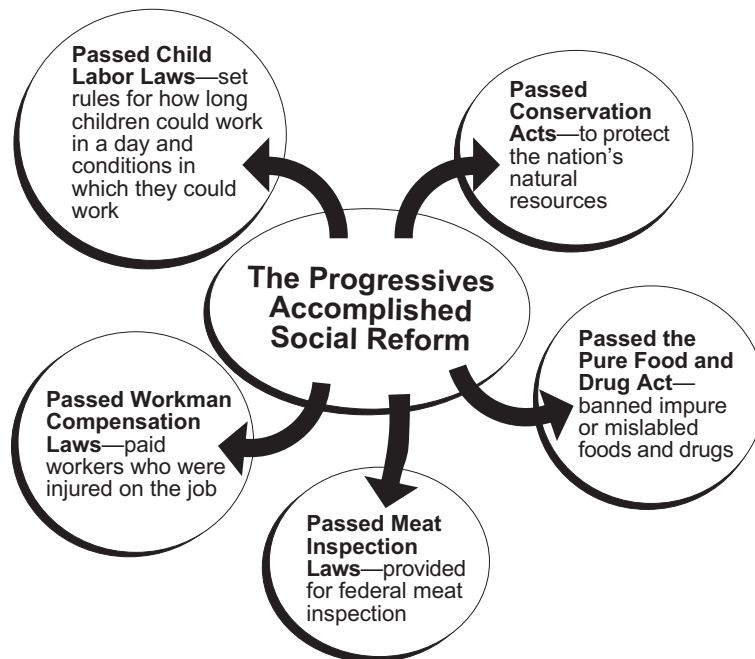 Passed Child
Labor Laws—set
rules for how long
children could work
in a day and
conditions in
which they could
work
Passed
Conservation
Acts—to protect
the nation's
natural
resources
The Progressives
Accomplished
Social Reform
Passed the
Pure Food and
Drug Act—
banned impure
or mislabled
foods and drugs
Passed Workman
Compensation
Laws—paid
workers who were
injured on the job
Passed Meat
Inspection
Laws—provided
for federal meat
inspection